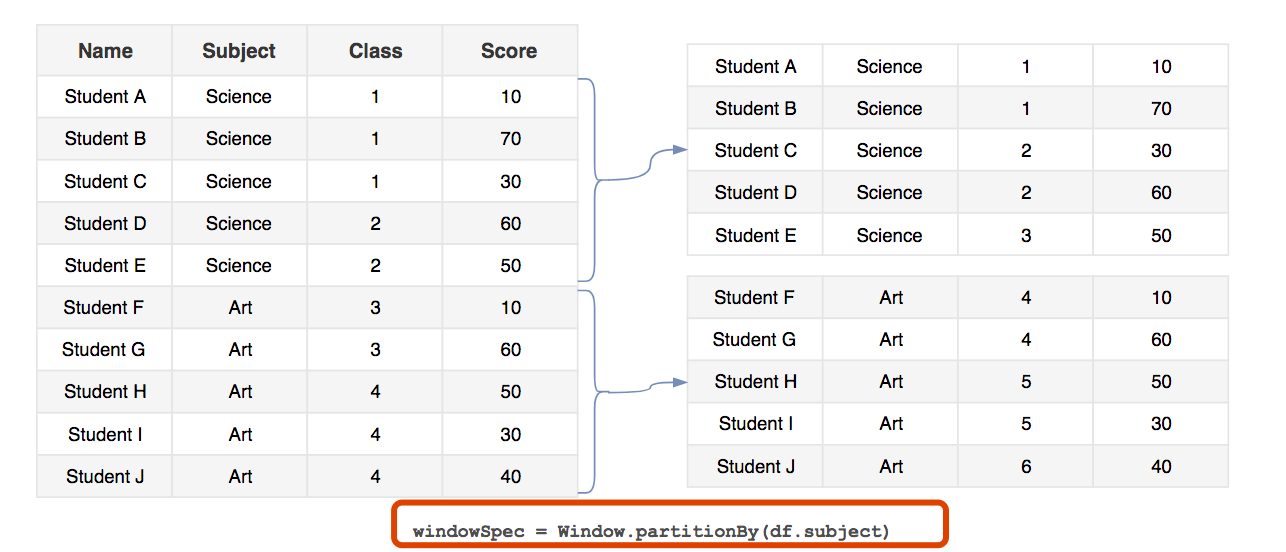 Name Subject Class Score
Student A Science 1 10
Student B Science 1 70
Student C Science 1 30
Student D Science 2 60
Student E Science 2 50
Student F Art 3 10
Student G Art 3 60
Student H Art 4 50
Student I Art 4 30
Student J Art 4 40
Student A Science 1 10
Student B Science 1 70
Student C Science 2 30
Student D Science 2 60
Student E Science 3 50
Student F Art 4 10
Student G Art 4 60
Student H Art 5 50
Student I Art 5 30
Student J Art 6 40
windowSpec = Window.partitionBy(df.subject)